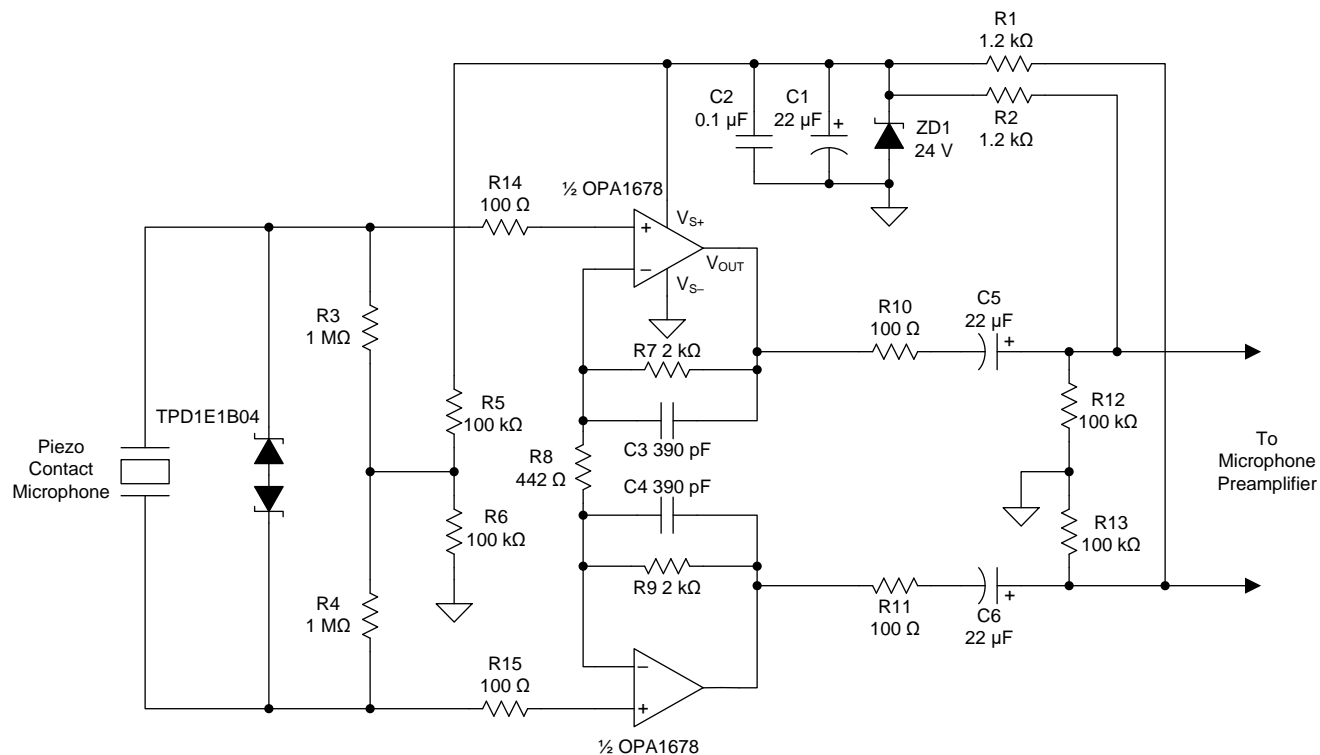 R1
1.2 kΩ
C2
0.1 µF
C1
22 µF
+
R2
1.2 kΩ
ZD1
24 V
R14
100 Ω
½ OPA1678
+
VS+
–
VOUT
VS–
R3
1 MΩ
R10
100 Ω
C5
22 µF
+
R7 2 kΩ
TPD1E1B04
R5
100 kΩ
R12
100 kΩ
C3 390 pF
Piezo
Contact
Microphone
R8
442 Ω
C4 390 pF
To
Microphone
Preamplifier
R6
100 kΩ
R13
100 kΩ
R9 2 kΩ
R4
1 MΩ
R11
100 Ω
+
C6
22 µF
R15
100 Ω
–
+
½ OPA1678